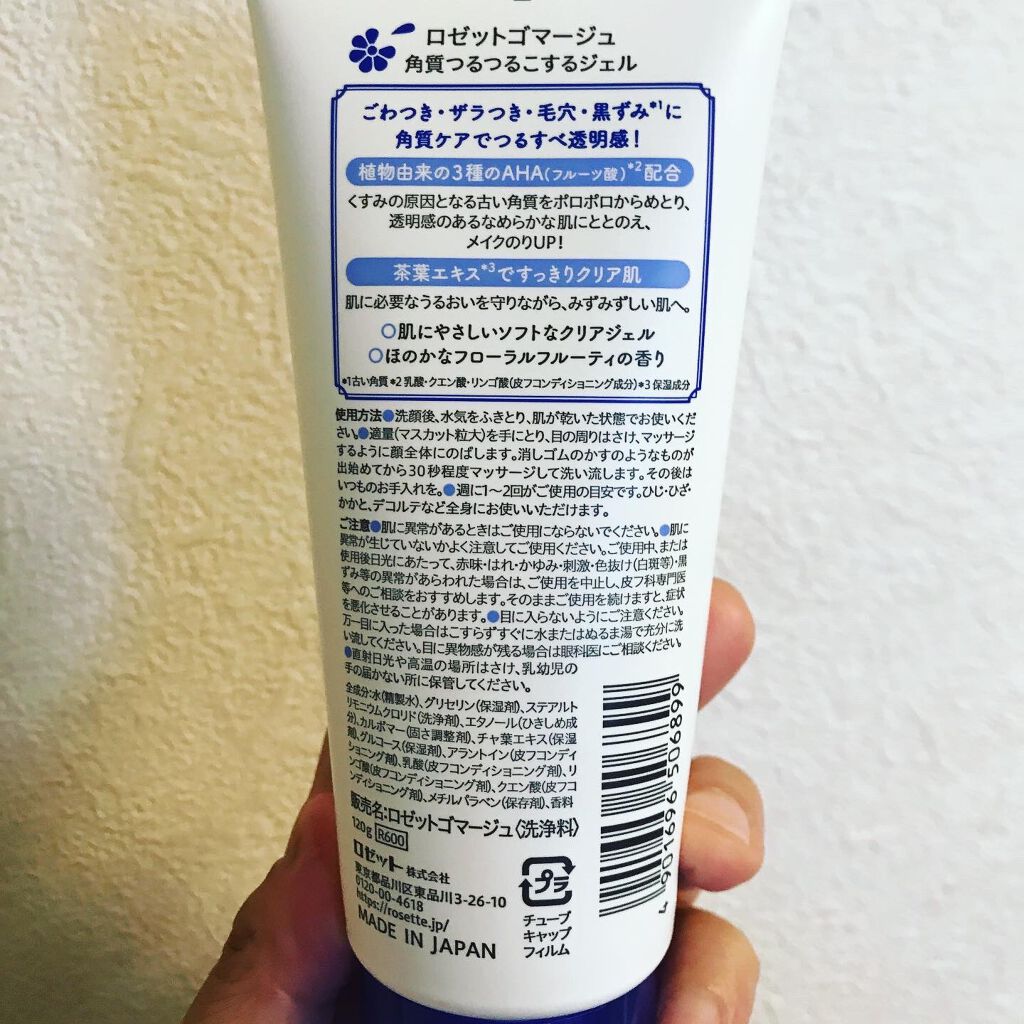 ロゼットゴマージュ
角質つるつるこするジェル
ごわつき・ザラつき・毛穴・黒ずみ*1に
角質ケアでつるすべ透明感！
植物由来の3種のAHA(フルーツ酸)*2配合
くすみの原因となる古い角質をポロポロからめとり、
透明感のあるなめらかな肌にととのえ、
メイクのりUP！
茶葉エキス*3ですっきりクリア肌
肌に必要なうるおいを守りながら、みずみずしい肌へ。
○肌にやさしいソフトなクリアジェル
○ほのかなフローラルフルーティの香り
*1古い角質 *2 乳酸・クエン酸・リンゴ酸(皮フコンディショニング成分)*3 保湿成分
使用方法●洗顔後、水気をふきとり、肌が乾いた状態でお使いくだ
さい。●適量(マスカット粒大)を手にとり、目の周りはさけ、マッサージ
するように顔全体にのばします。消しゴムのかすのようなものが
出始めてから30秒程度マッサージして洗い流します。その後は
いつものお手入れを。●週に1〜2回がご使用の目安です。ひじ・ひざ・
かかと、デコルテなど全身にお使いいただけます。
ご注意●肌に異常があるときはご使用にならないでください。●肌に
異常が生じていないかよく注意してご使用ください。ご使用中、または
使用後日光にあたって、赤味・はれ・かゆみ・刺激・色抜け(白斑等)・黒
ずみ等の異常があらわれた場合は、ご使用を中止し、皮フ科専門医
等へのご相談をおすすめします。そのままご使用を続けますと、症状
を悪化させることがあります。●目に入らないようにご注意ください。
万一目に入った場合はこすらずすぐに水またはぬるま湯で充分に洗
い流してください。目に異物感が残る場合は眼科医にご相談ください。
●直射日光や高温の場所はさけ、乳幼児の
手の届かない所に保管してください。
全成分:水(精製水)、グリセリン(保湿剤)、ステアルト
リモニウムクロリド(洗浄剤)、エタノール(ひきしめ成
分)、カルボマー(固さ調整剤)、チャ葉エキス(保湿
剤)、グルコース(保湿剤)、アラントイン(皮フコンディ
ショニング剤)、乳酸(皮フコンディショニング剤)、リ
ンゴ酸(皮フコンディショニング剤)、クエン酸(皮フコ
ンディショニング剤)、メチルパラベン(保存剤)、香料
販売名:ロゼットゴマージュ〈洗浄料〉
120g R600
ロゼット株式会社
東京都品川区東品川3-26-10
0120-00-4618
https://rosette.jp/
MADE IN JAPAN
プラ
チューブ
キャップ
フィルム
4 901696 506899